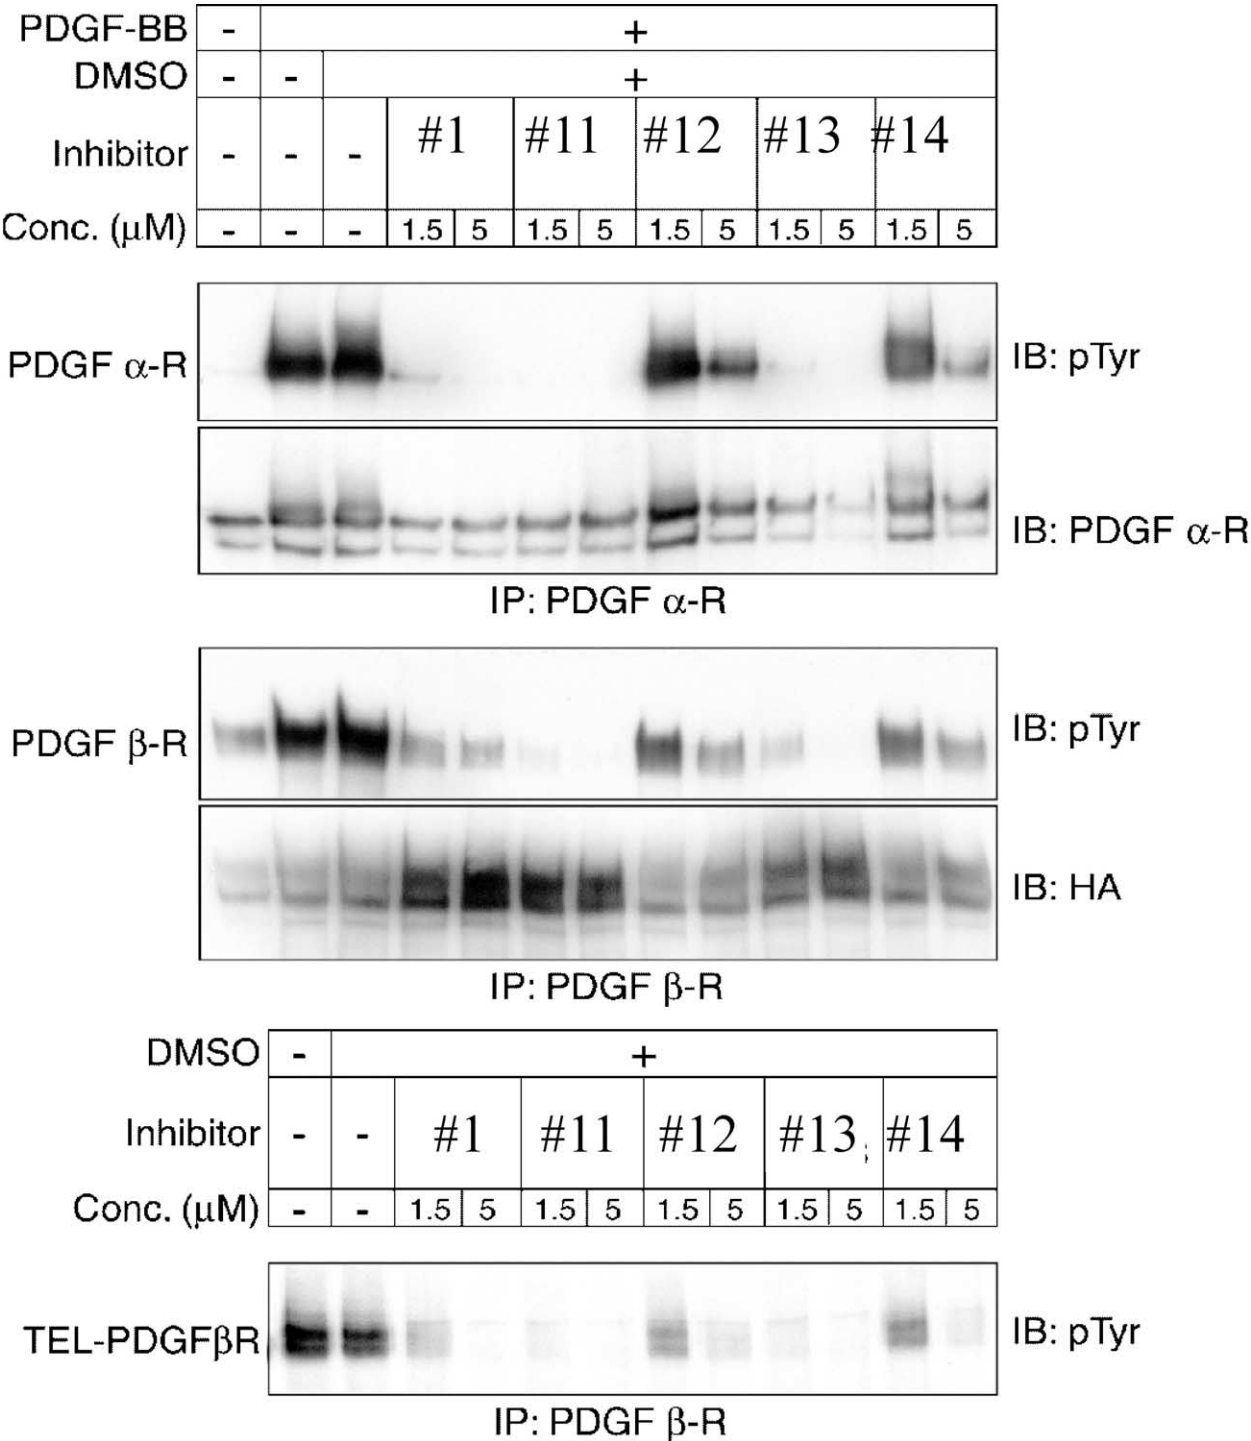 PDGF-BB - +
DMSO - - +
Inhibitor - - - #1 #11 #12 #13 #14
Conc. (μM) - - - 1.5 5 1.5 5 1.5 5 1.5 5 1.5 5
PDGF α-R IB: pTyr
IB: PDGF α-R
IP: PDGF α-R
PDGF β-R IB: pTyr
IB: HA
IP: PDGF β-R
DMSO - +
Inhibitor - - #1 #11 #12 #13 #14
Conc. (μM) - - 1.5 5 1.5 5 1.5 5 1.5 5 1.5 5
TEL-PDGFβR IB: pTyr
IP: PDGF β-R